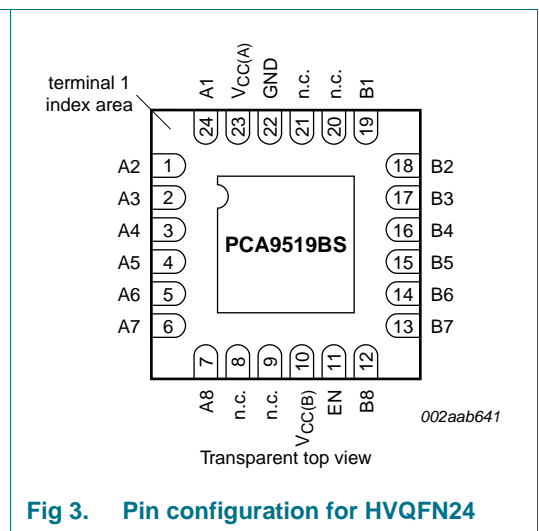 terminal 1
index area
A1
VCC(A)
GND
n.c.
n.c.
B1
24
23
22
21
20
19
A2 1
18 B2
A3 2
17 B3
A4 3
16 B4
PCA9519BS
A5 4
15 B5
A6 5
14 B6
A7 6
13 B7
7
8
9
10
11
12
A8
n.c.
n.c.
VCC(B)
EN
B8
002aab641
Transparent top view
Fig 3. Pin configuration for HVQFN24